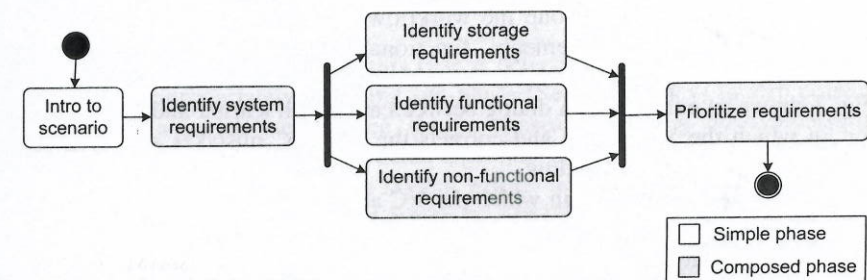 Intro to
scenario
Identify system
requirements
Identify storage
requirements
Identify functional
requirements
Identify non-functional
requirements
Prioritize requirements
Simple phase
Composed phase